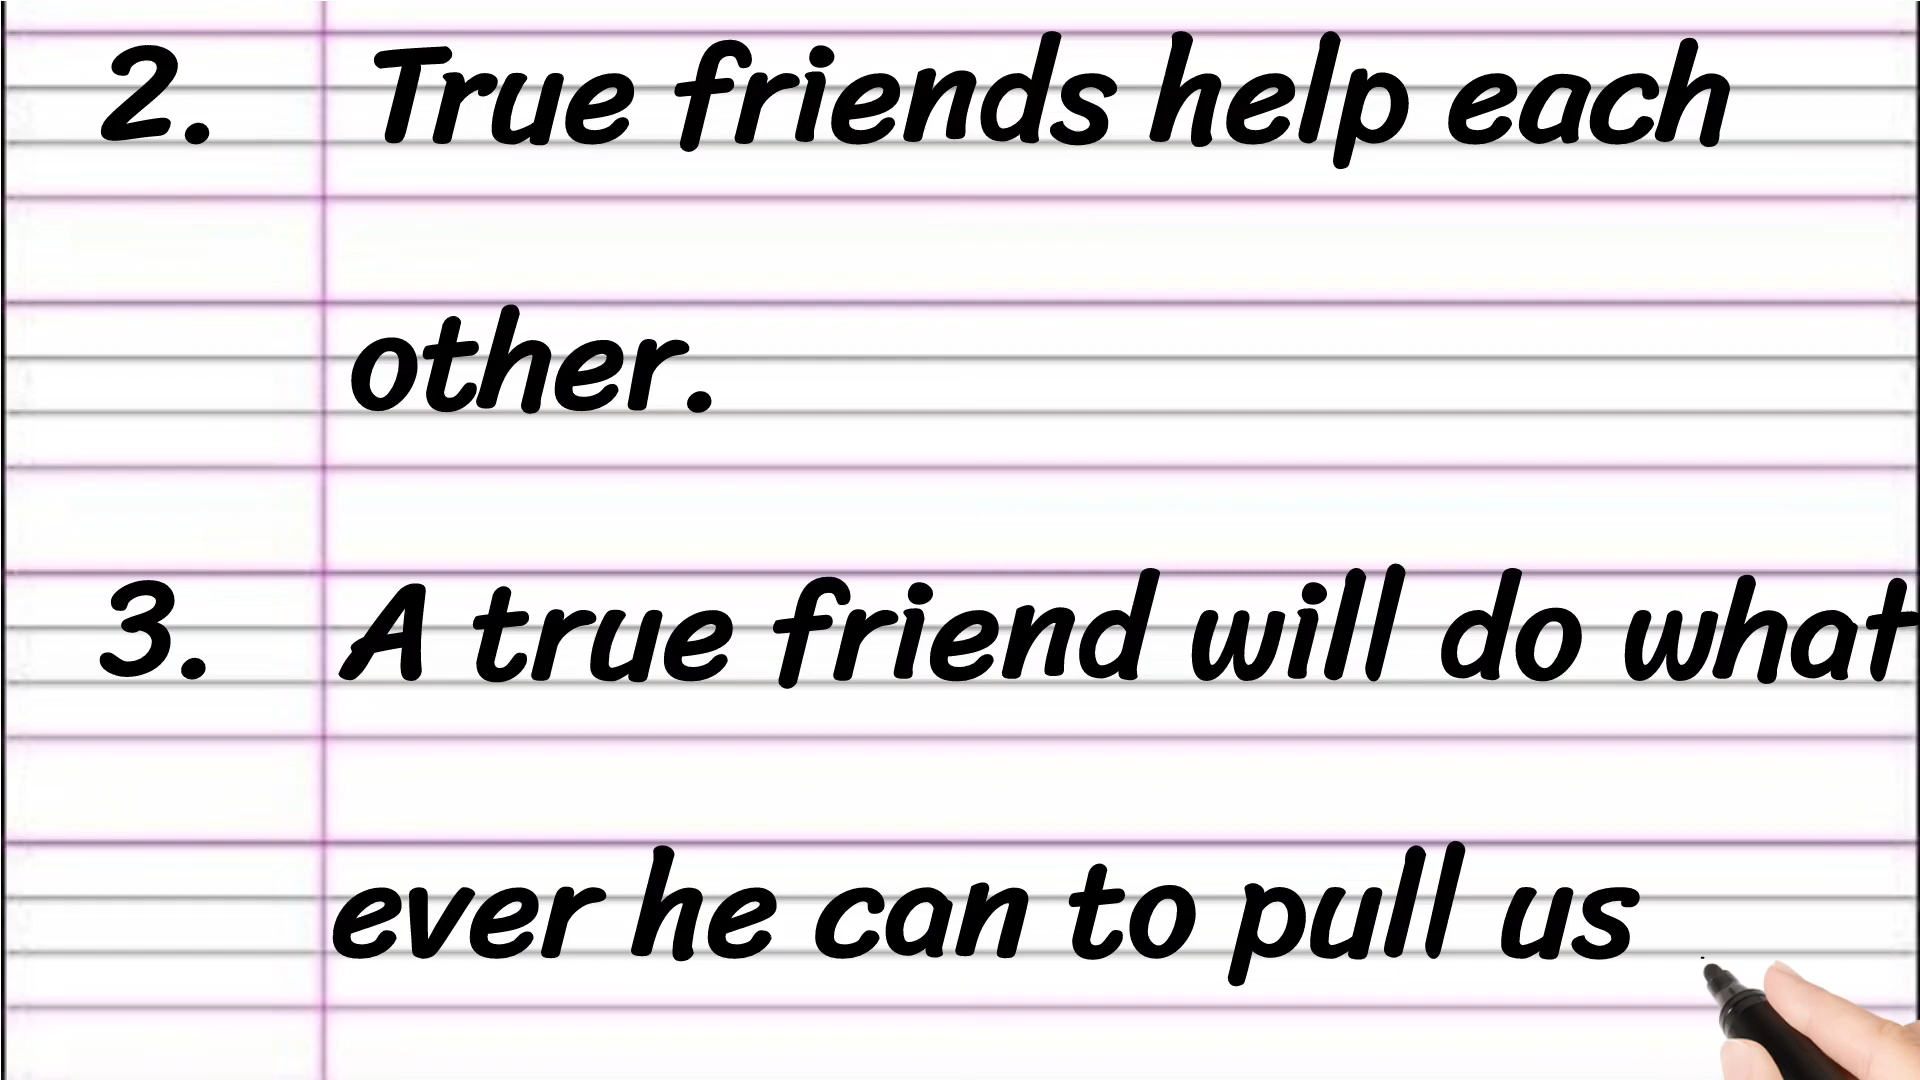 2. True friends help each
other.
3. A true friend will do what
ever he can to pull us